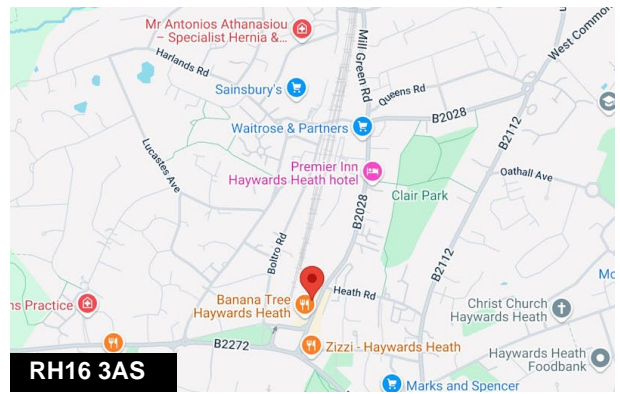 Mr Antonios Athanasiou
– Specialist Hernia &...
Harlands Rd
Mill Green Rd
West Common
Sainsbury's
Queens Rd
Waitrose & Partners
B2028
B2112
Lucastes Ave
Premier Inn
Haywards Heath hotel
Oathall Ave
Clair Park
B2028
Boltro Rd
B2112
Mo
Heath Rd
Banana Tree
Haywards Heath
ns Practice
Christ Church
Haywards Heath
B2272
Zizzi - Haywards Heath
Haywards Heath
Foodbank
RH16 3AS
Marks and Spencer